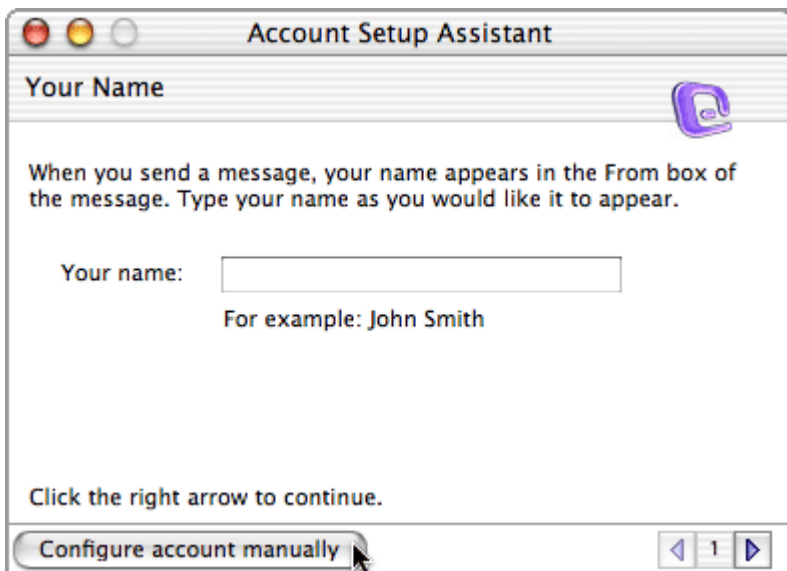 Account Setup Assistant
Your Name
When you send a message, your name appears in the From box of
the message. Type your name as you would like it to appear.
Your name:
For example: John Smith
Click the right arrow to continue.
Configure account manually
1